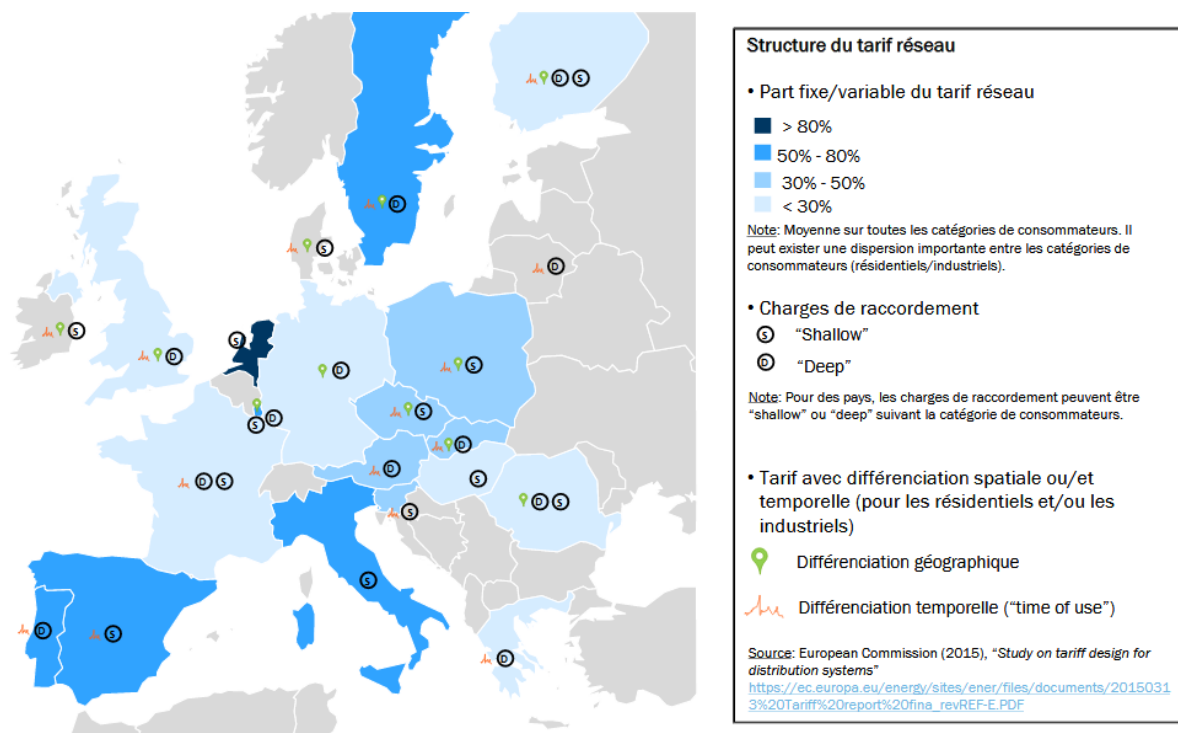 Structure du tarif réseau
• Part fixe/variable du tarif réseau
> 80%
50% - 80%
30% - 50%
< 30%
Note: Moyenne sur toutes les catégories de consommateurs. Il
peut exister une dispersion importante entre les catégories de
consommateurs (résidentiels/industriels).
• Charges de raccordement
S "Shallow"
D "Deep"
Note: Pour des pays, les charges de raccordement peuvent être
"shallow" ou "deep" suivant la catégorie de consommateurs.
• Tarif avec différenciation spatiale ou/et
temporelle (pour les résidentiels et/ou les
industriels)
Différenciation géographique
Différenciation temporelle ("time of use")
Source: European Commission (2015), "Study on tariff design for
distribution systems"
https://ec.europa.eu/energy/sites/ener/files/documents/2015031
3%20Tariff%20report%20fina_revREF-E.PDF
D S
D
S
D
S
D
S
D
S
S D
S
D
D
S
D S
S
D S
S
D
S
D